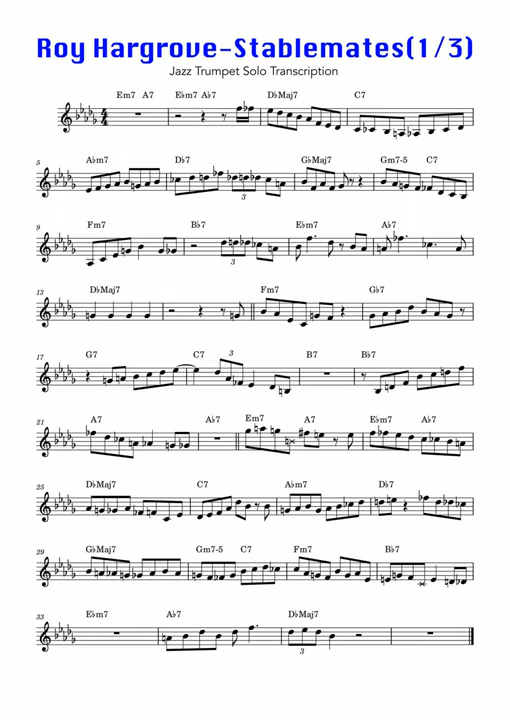 Roy Hargrove-Stablemates(1/3)
Jazz Trumpet Solo Transcription
Em7 A7 E♭m7 A♭7 D♭Maj7 C7
4
4
5 A♭m7 D♭7 G♭Maj7 Gm7-5 C7
3
9 Fm7 B♭7 E♭m7 A♭7
3
13 D♭Maj7 Fm7 G♭7
17 G7 C7 3 B7 B♭7
21 A7 A♭7 Em7 A7 E♭m7 A♭7
25 D♭Maj7 C7 A♭m7 D♭7
29 G♭Maj7 Gm7-5 C7 Fm7 B♭7
33 E♭m7 A♭7 D♭Maj7
3